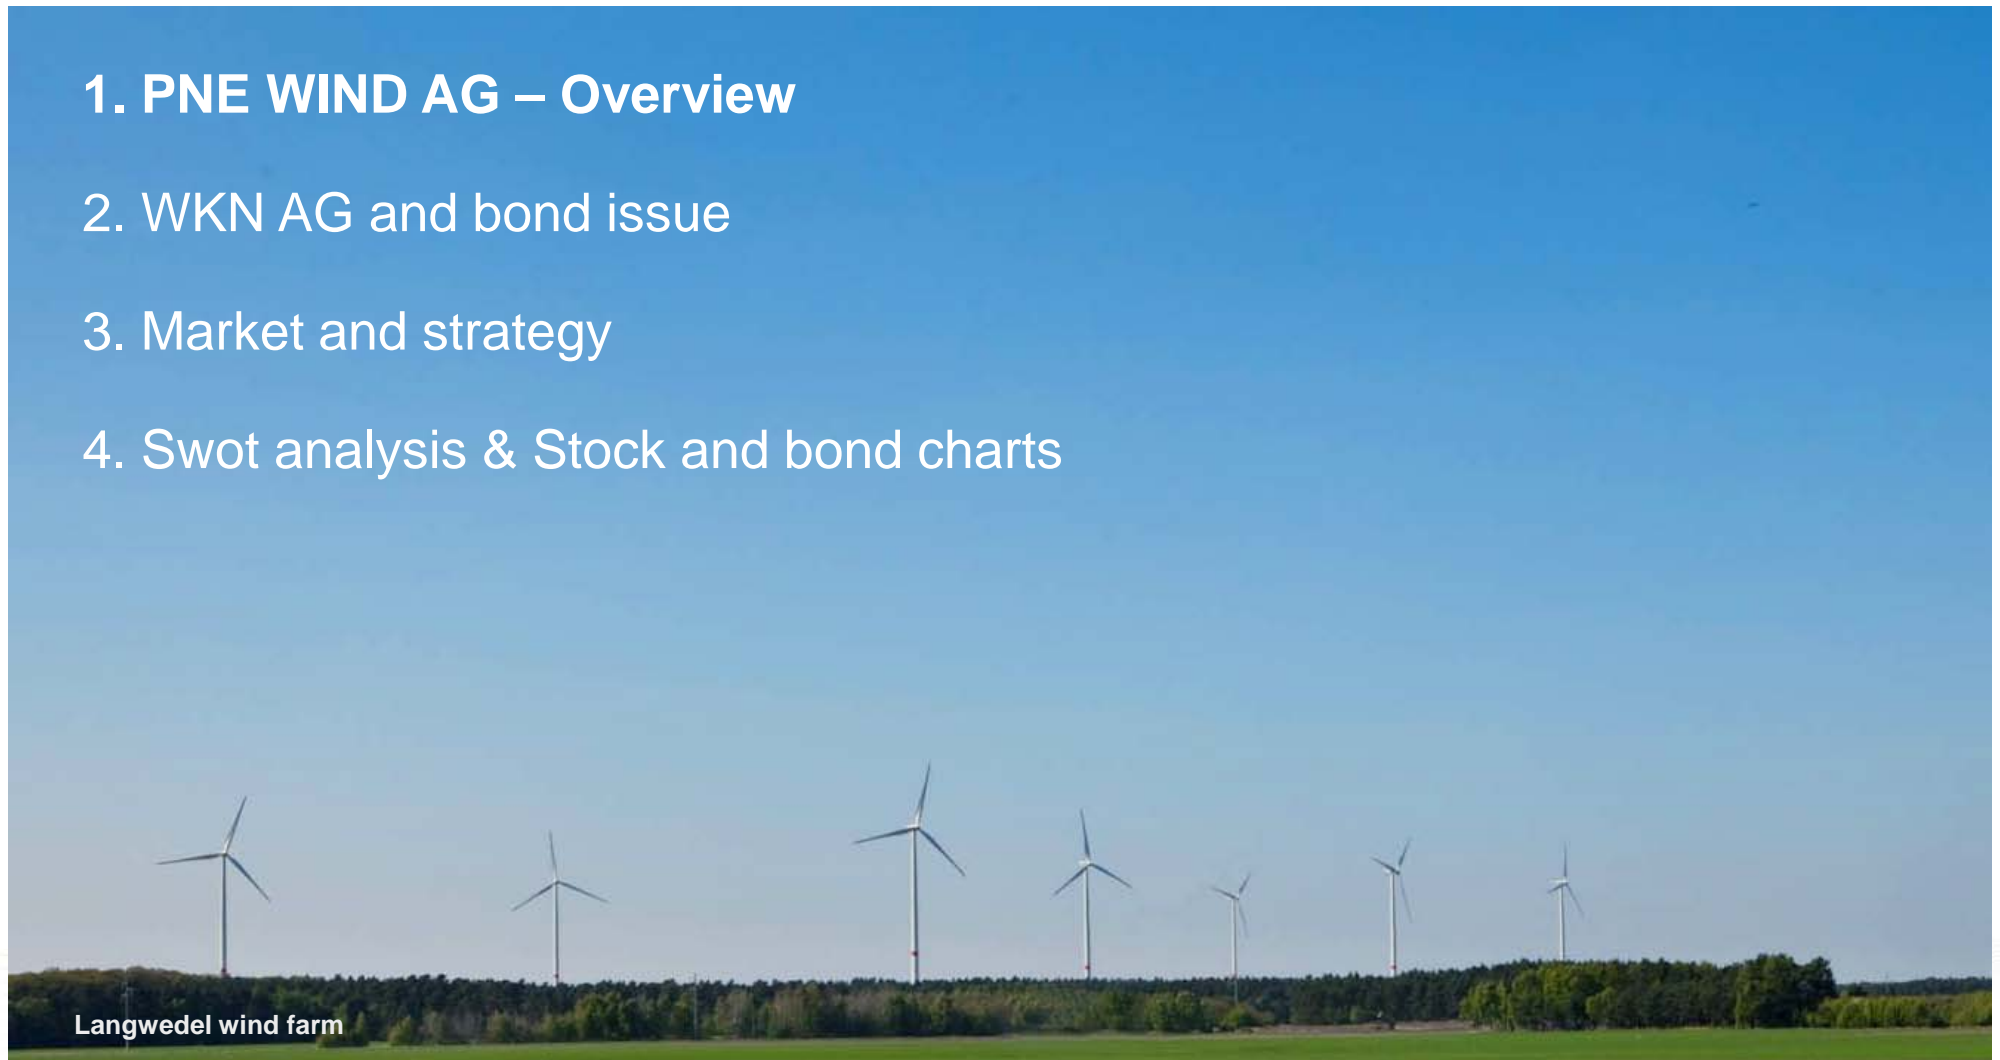 1. PNE WIND AG – Overview
2. WKN AG and bond issue
3. Market and strategy
4. Swot analysis & Stock and bond charts
Langwedel wind farm